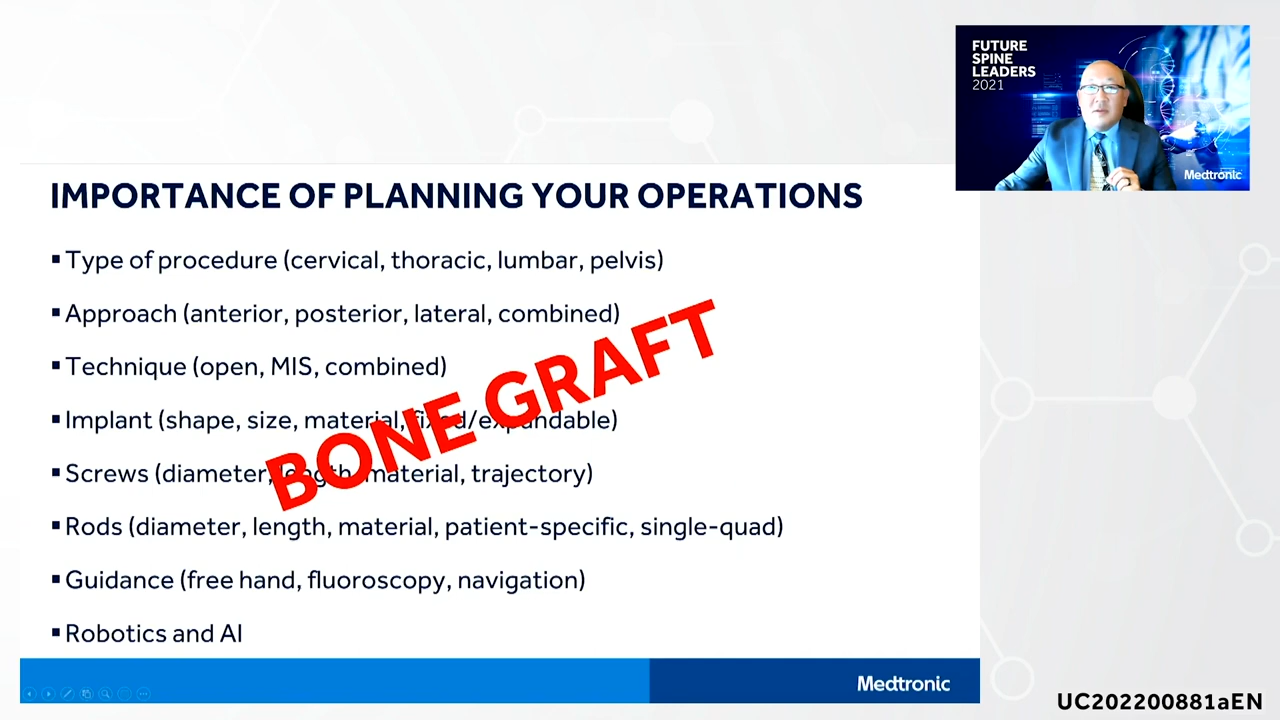 FUTURE
SPINE
LEADERS
2021
Medtronic
IMPORTANCE OF PLANNING YOUR OPERATIONS
▪ Type of procedure (cervical, thoracic, lumbar, pelvis)
▪ Approach (anterior, posterior, lateral, combined)
▪ Technique (open, MIS, combined)
▪ Implant (shape, size, material, fixed/expandable)
▪ Screws (diameter, length, material, trajectory)
▪ Rods (diameter, length, material, patient-specific, single-quad)
▪ Guidance (free hand, fluoroscopy, navigation)
▪ Robotics and AI
BONE GRAFT
Medtronic
UC202200881aEN